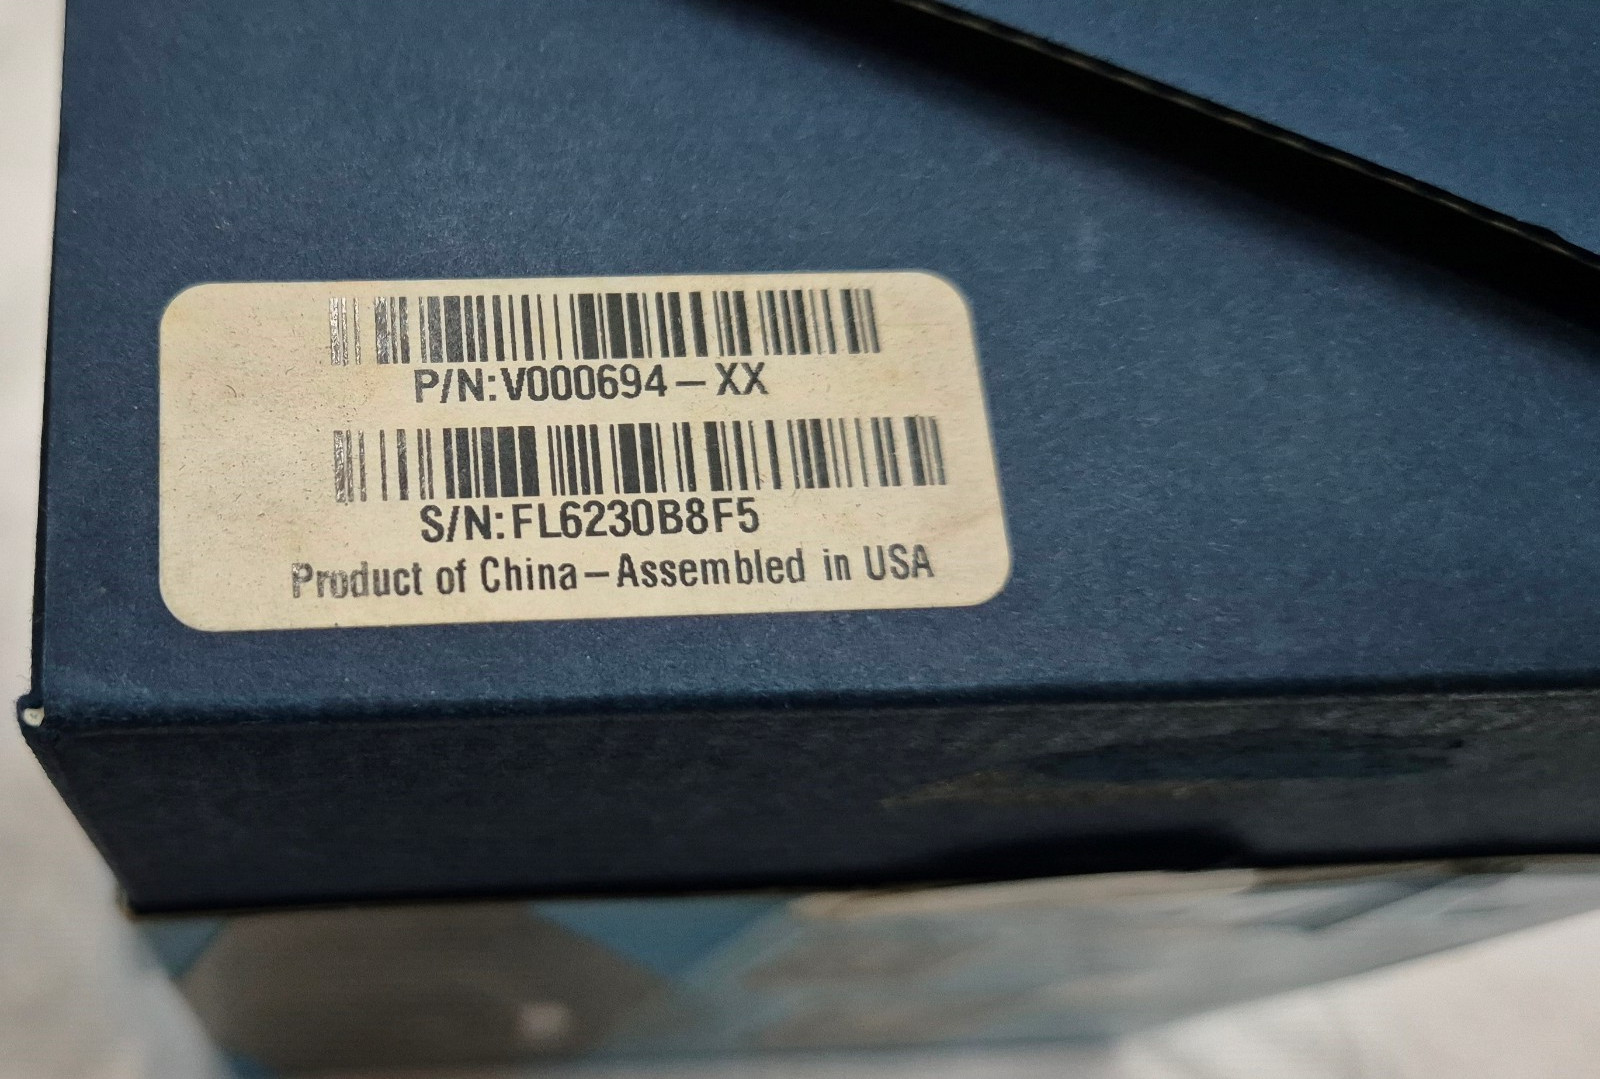 P/N:V000694–XX
S/N:FL6230B8F5
Product of China–Assembled in USA